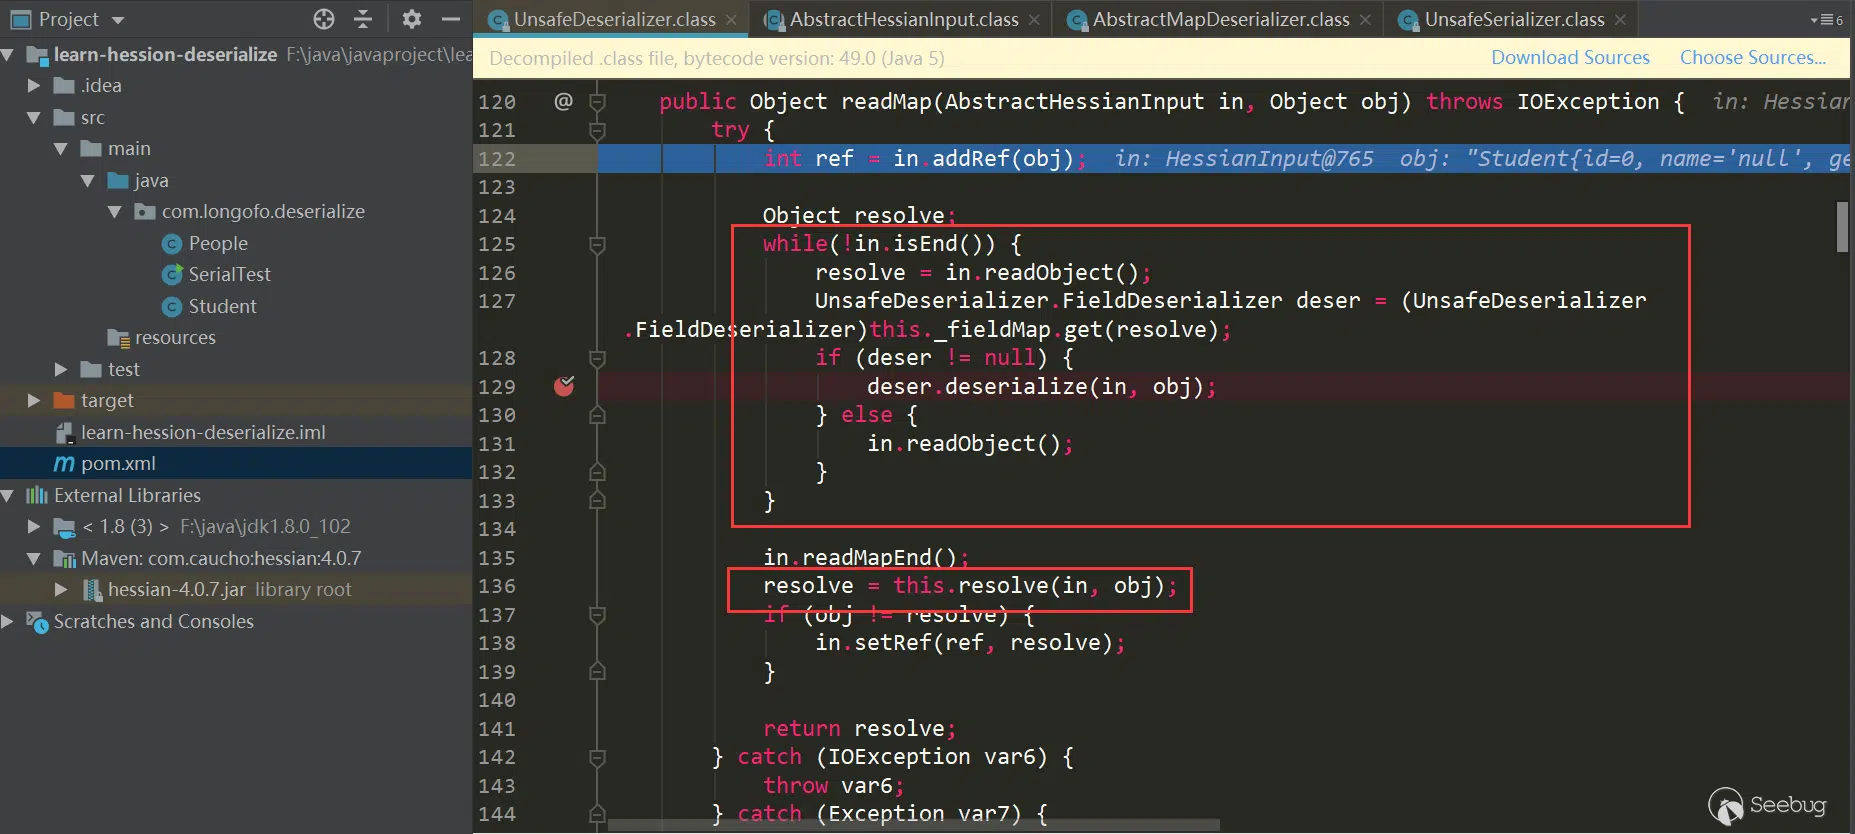 Project
learn-hession-deserialize F:\java\javaproject\lea
.idea
src
main
java
com.longofo.deserialize
People
SerialTest
Student
resources
test
target
learn-hession-deserialize.iml
pom.xml
External Libraries
< 1.8 (3) > F:\java\jdk1.8.0_102
Maven: com.caucho:hessian:4.0.7
hessian-4.0.7.jar library root
Scratches and Consoles
UnsafeDeserializer.class AbstractHessianInput.class AbstractMapDeserializer.class UnsafeSerializer.class 6
Decompiled .class file, bytecode version: 49.0 (Java 5) Download Sources Choose Sources...
120 @ public Object readMap(AbstractHessianInput in, Object obj) throws IOException { in: Hessian
121 try {
122 int ref = in.addRef(obj); in: HessianInput@765 obj: "Student{id=0, name='null', ge
123
124 Object resolve;
125 while(!in.isEnd()) {
126 resolve = in.readObject();
127 UnsafeDeserializer.FieldDeserializer deser = (UnsafeDeserializer
.FieldDeserializer)this._fieldMap.get(resolve);
128 if (deser != null) {
129 deser.deserialize(in, obj);
130 } else {
131 in.readObject();
132 }
133 }
134
135 in.readMapEnd();
136 resolve = this.resolve(in, obj);
137 if (obj != resolve) {
138 in.setRef(ref, resolve);
139 }
140
141 return resolve;
142 } catch (IOException var6) {
143 throw var6;
144 } catch (Exception var7) {
Seebug